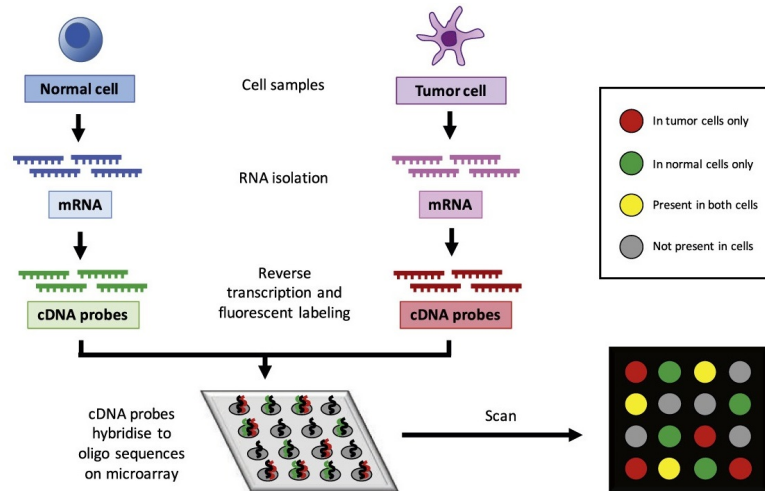 Normal cell
Cell samples
Tumor cell
RNA isolation
mRNA
mRNA
Reverse
transcription and
fluorescent labeling
cDNA probes
cDNA probes
cDNA probes
hybridise to
oligo sequences
on microarray
Scan
In tumor cells only
In normal cells only
Present in both cells
Not present in cells